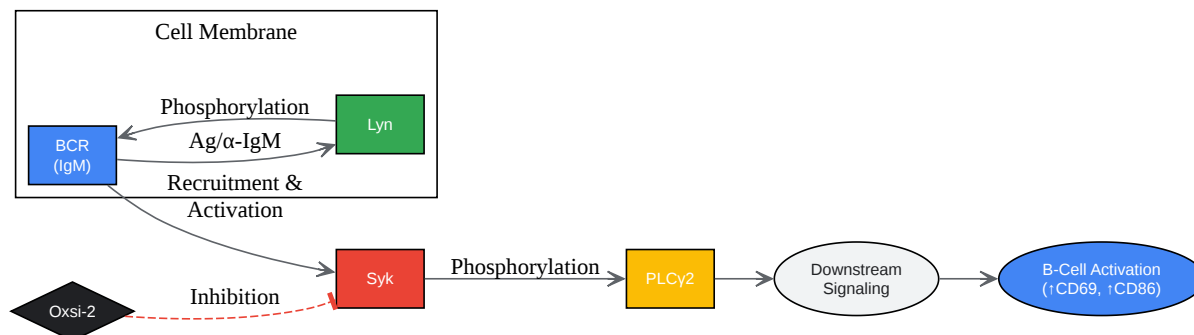 Cell Membrane
Phosphorylation
Lyn
BCR
(IgM)
Ag/α-IgM
Recruitment &
Activation
Syk
Phosphorylation
PLCγ2
Downstream
Signaling
B-Cell Activation
(↑CD69, ↑CD86)
Oxsi-2
Inhibition